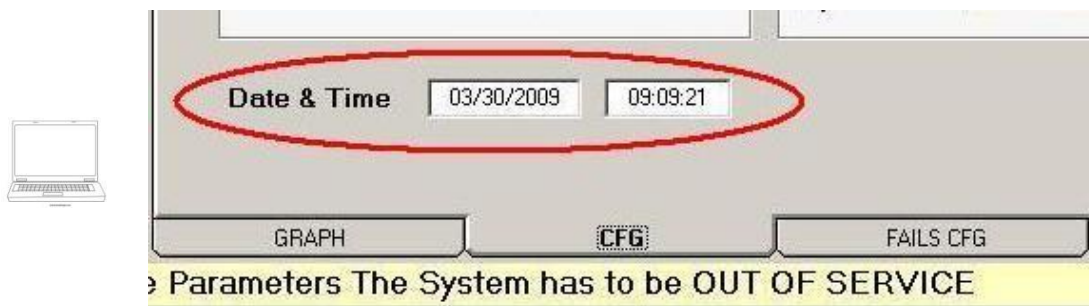 Date & Time 03/30/2009 09:09:21
GRAPH CFG FAILS CFG
Parameters The System has to be OUT OF SERVICE